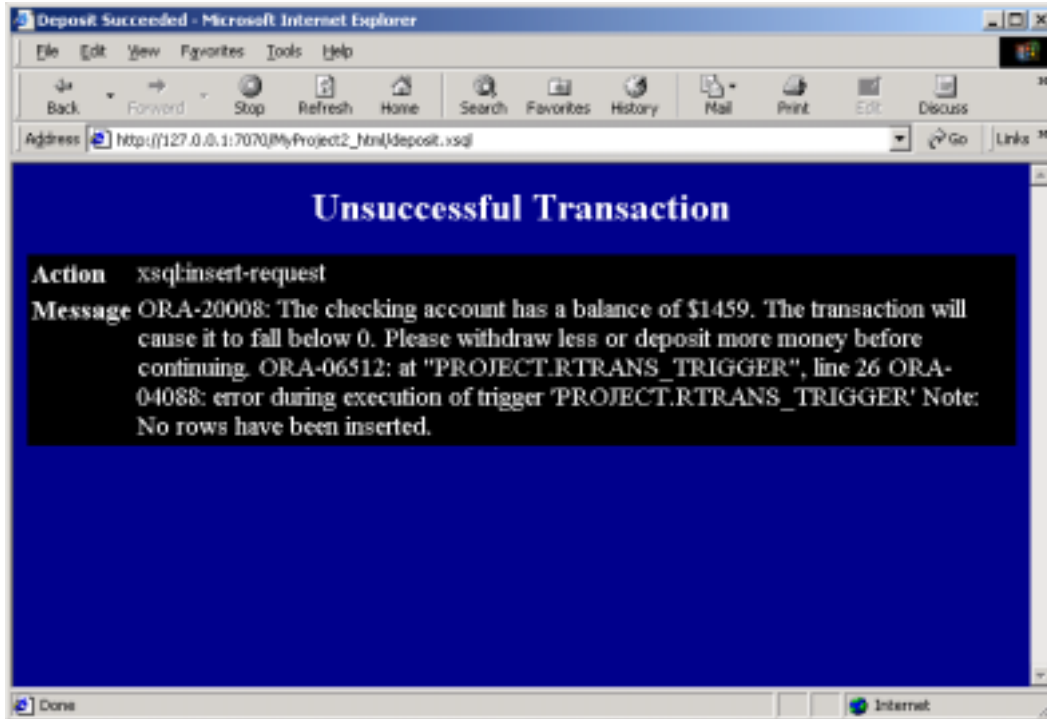 Deposit Succeeded - Microsoft Internet Explorer
File Edit View Favorites Tools Help
Back Forward Stop Refresh Home Search Favorites History Mail Print Edit Discuss »
Address http://127.0.0.1:7070/MyProject2_html/deposit.xsql Go Links »
Unsuccessful Transaction
Action xsql:insert-request
Message ORA-20008: The checking account has a balance of $1459. The transaction will
cause it to fall below 0. Please withdraw less or deposit more money before
continuing. ORA-06512: at "PROJECT.RTRANS_TRIGGER", line 26 ORA-
04088: error during execution of trigger 'PROJECT.RTRANS_TRIGGER' Note:
No rows have been inserted.
Done Internet